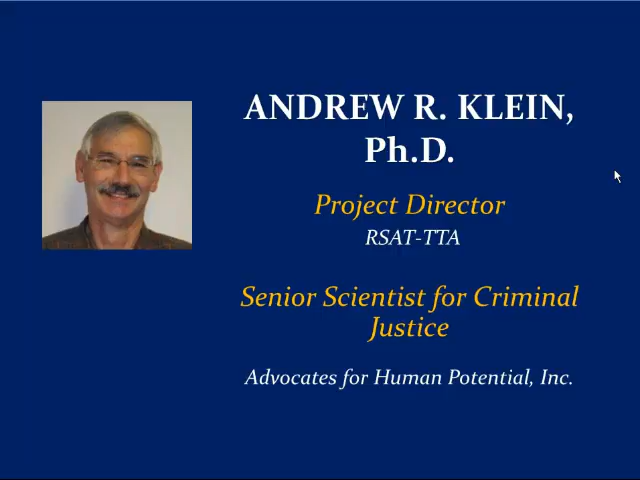 ANDREW R. KLEIN,
Ph.D.
Project Director
RSAT-TTA
Senior Scientist for Criminal
Justice
Advocates for Human Potential, Inc.